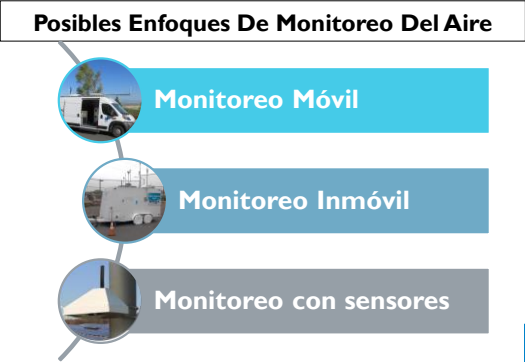 Posibles Enfoques De Monitoreo Del Aire
Monitoreo Móvil
Monitoreo Inmóvil
Monitoreo con sensores